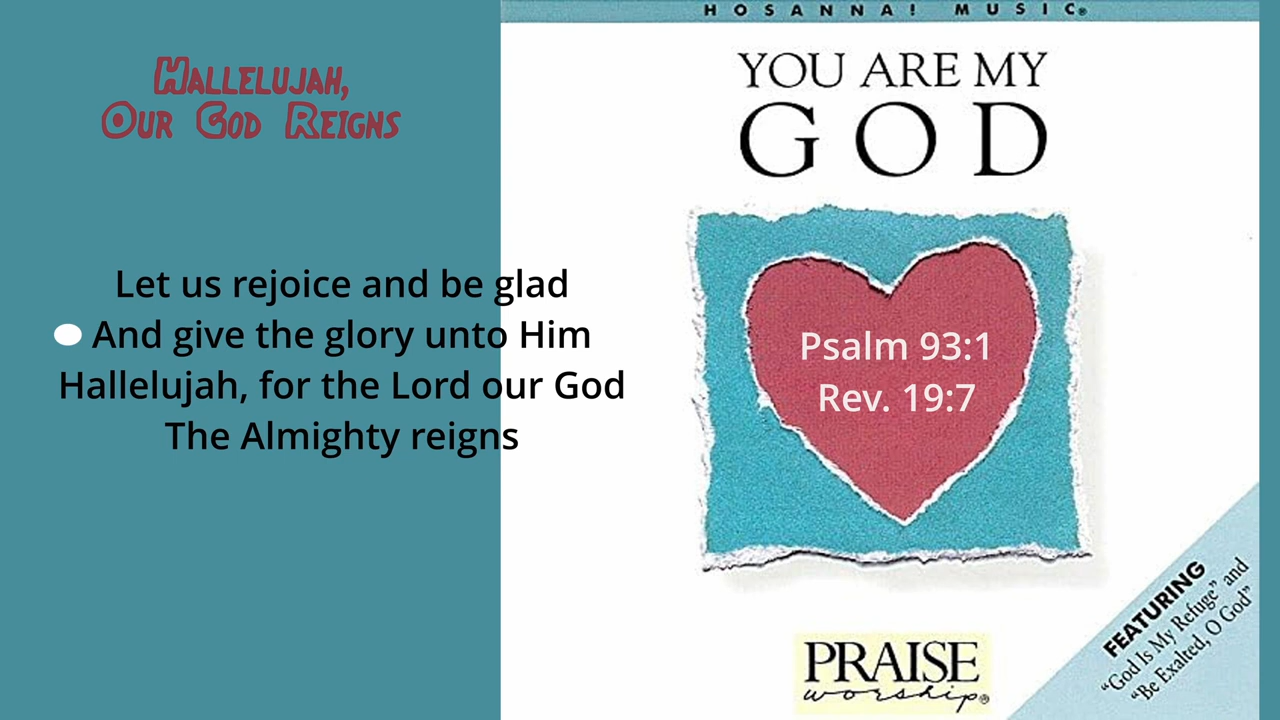 Hallelujah,
Our God Reigns
Let us rejoice and be glad
And give the glory unto Him
Hallelujah, for the Lord our God
The Almighty reigns
HOSANNA! MUSIC®
YOU ARE MY
GOD
Psalm 93:1
Rev. 19:7
FEATURING
“God Is My Refuge” and
“Be Exalted, O God”
PRAISE
worship®